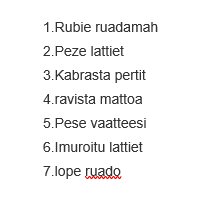 1.Rubie ruadamah
2.Peze lattiet
3.Kabrasta pertit
4.ravista mattoa
5.Pese vaatteesi
6.Imuroitu lattiet
7.lope ruado